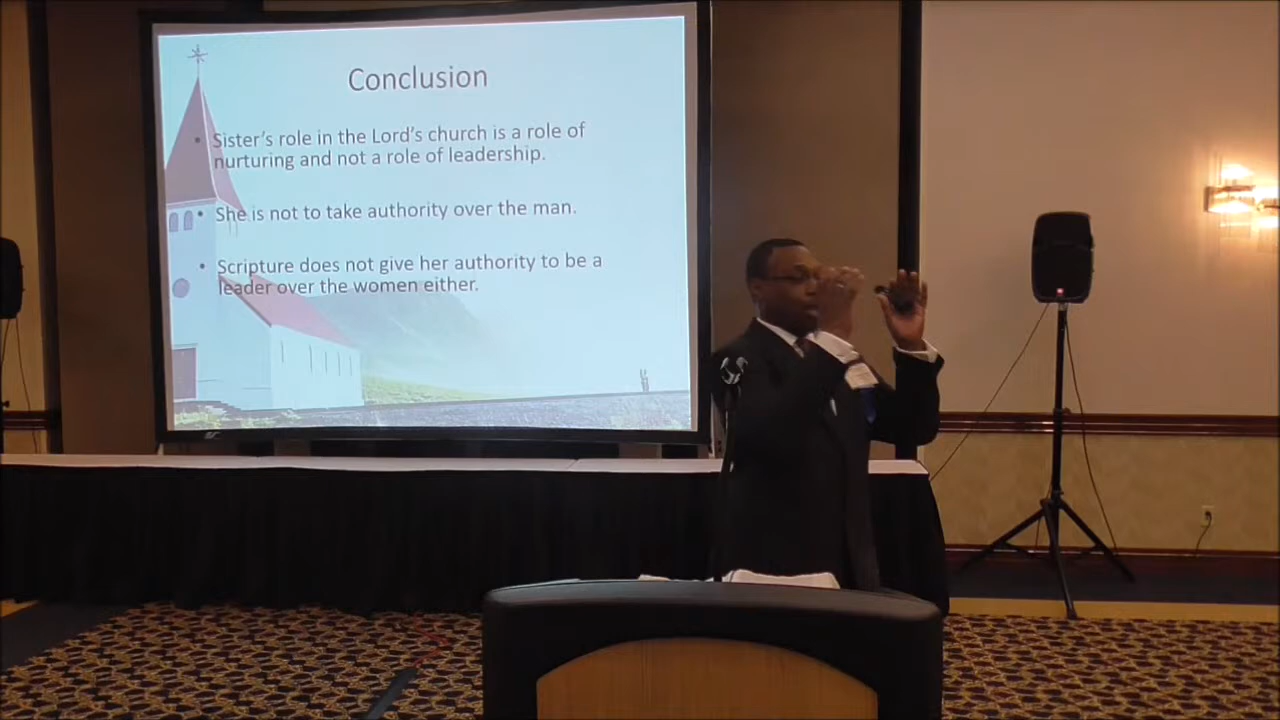 Conclusion
• Sister's role in the Lord's church is a role of
nurturing and not a role of leadership.
• She is not to take authority over the man.
• Scripture does not give her authority to be a
leader over the women either.